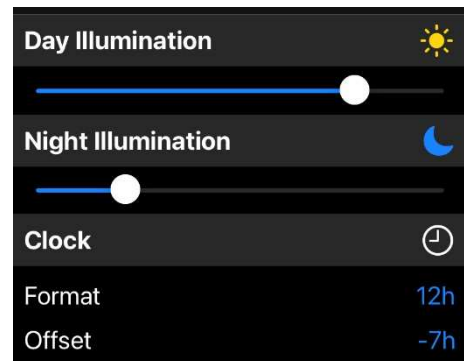 Day Illumination
Night Illumination
Clock
Format 12h
Offset -7h